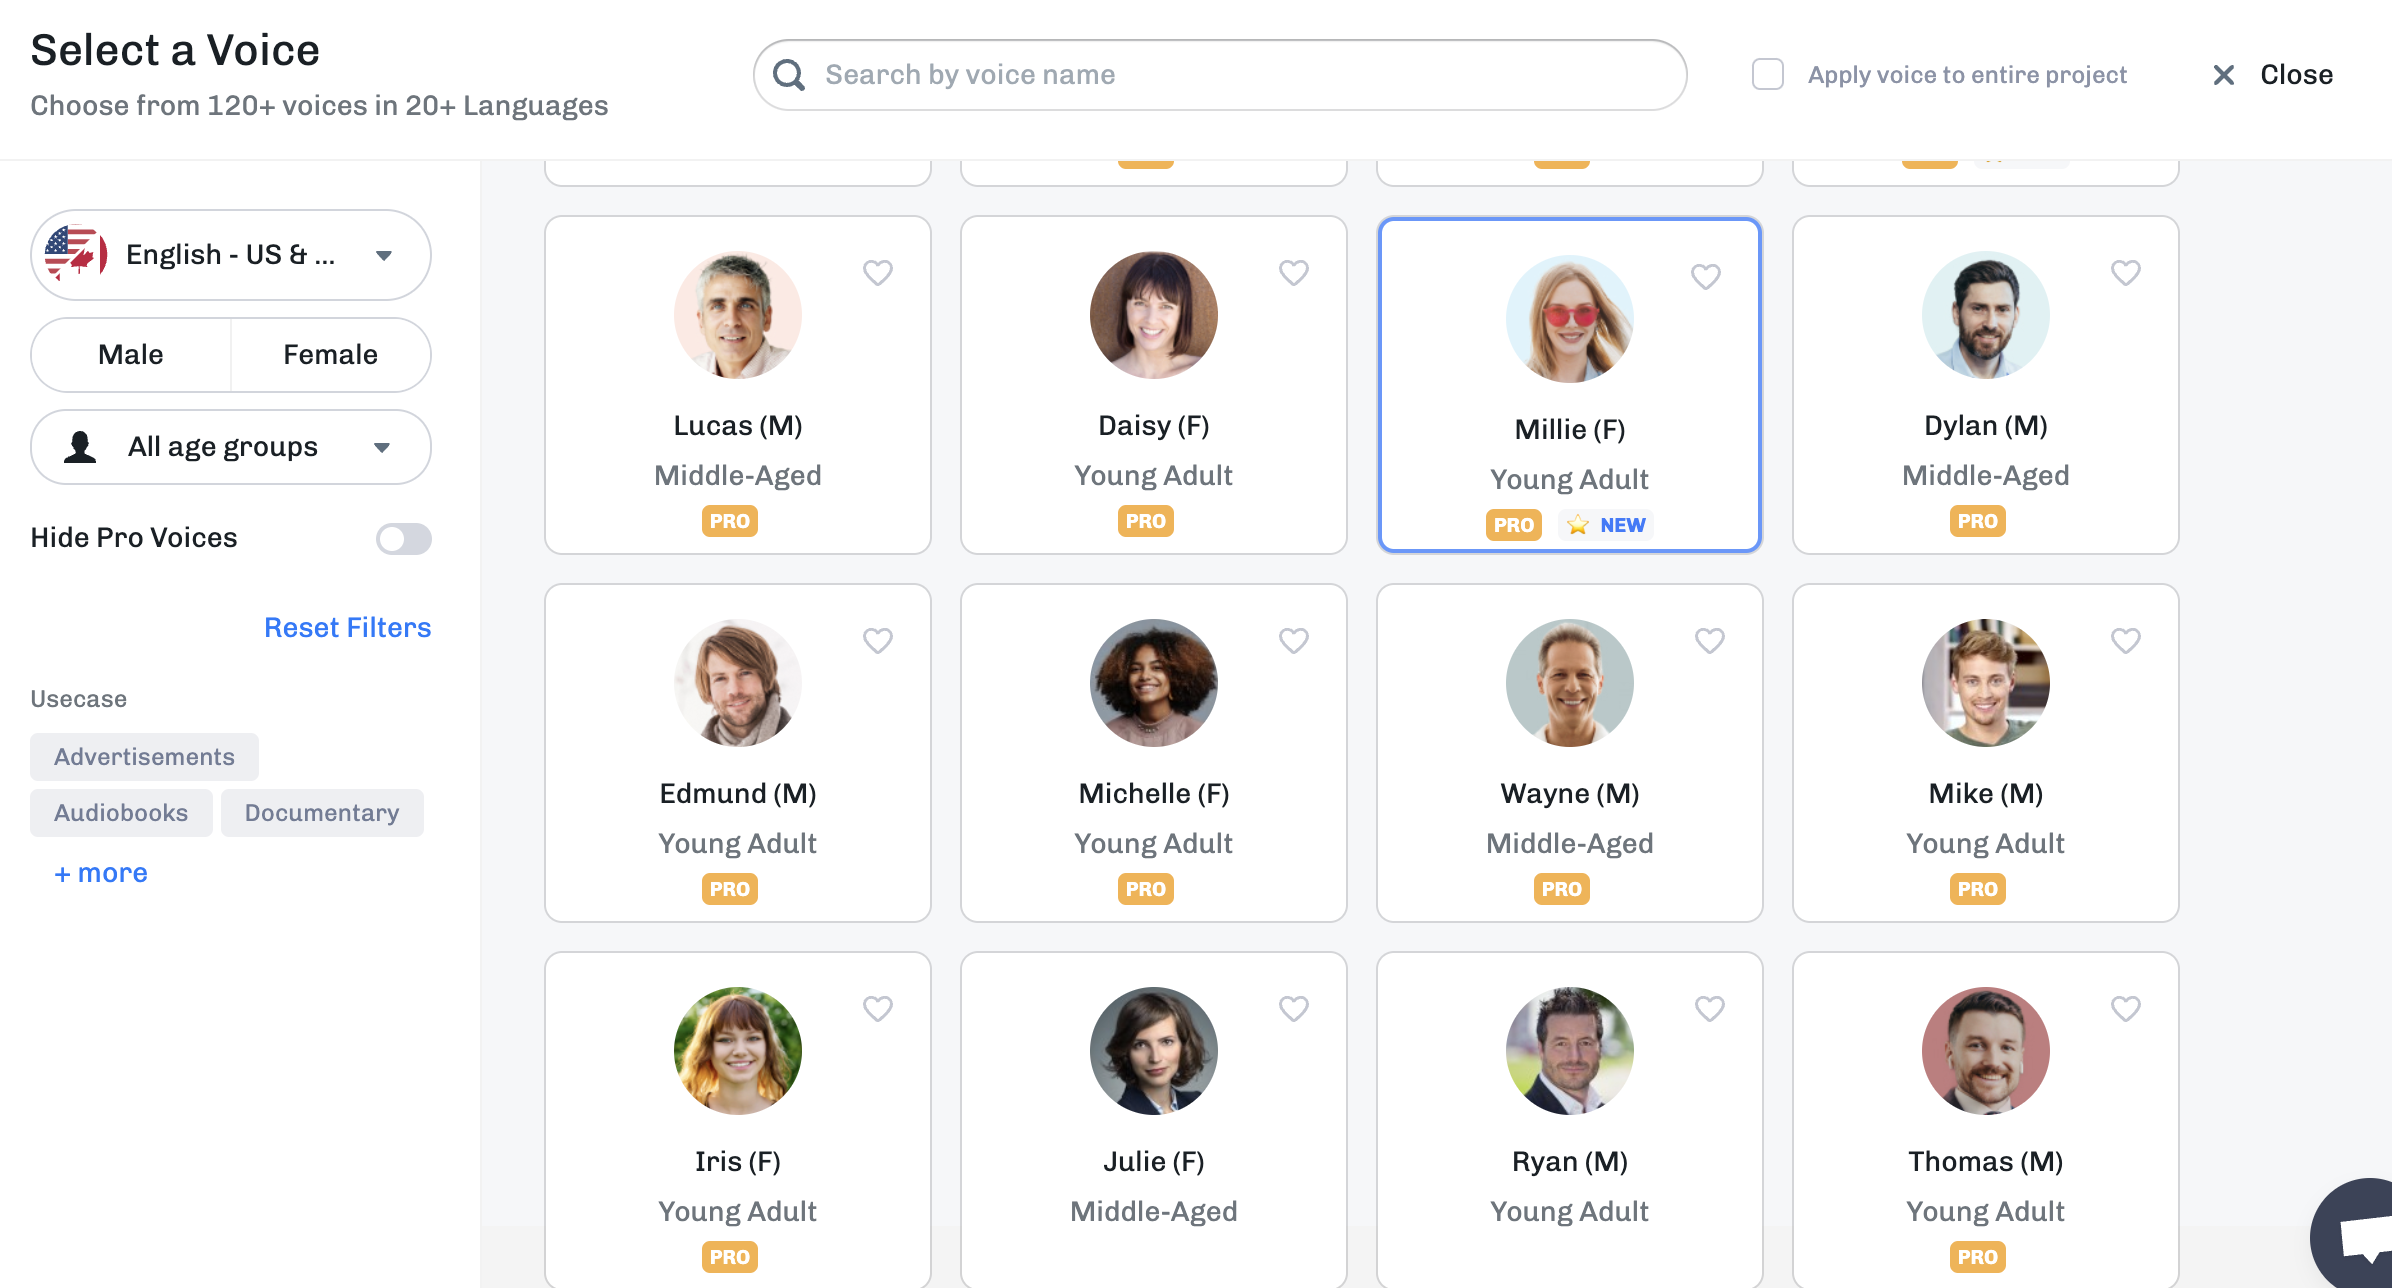 Select a Voice
Choose from 120+ voices in 20+ Languages
Search by voice name
Apply voice to entire project
Close
English - US & ...
Male
Female
All age groups
Hide Pro Voices
Reset Filters
Usecase
Advertisements
Audiobooks
Documentary
+ more
Lucas (M)
Middle-Aged
PRO
Daisy (F)
Young Adult
PRO
Millie (F)
Young Adult
PRO
NEW
Dylan (M)
Middle-Aged
PRO
Edmund (M)
Young Adult
PRO
Michelle (F)
Young Adult
PRO
Wayne (M)
Middle-Aged
PRO
Mike (M)
Young Adult
PRO
Iris (F)
Young Adult
PRO
Julie (F)
Middle-Aged
Ryan (M)
Young Adult
Thomas (M)
Young Adult
PRO